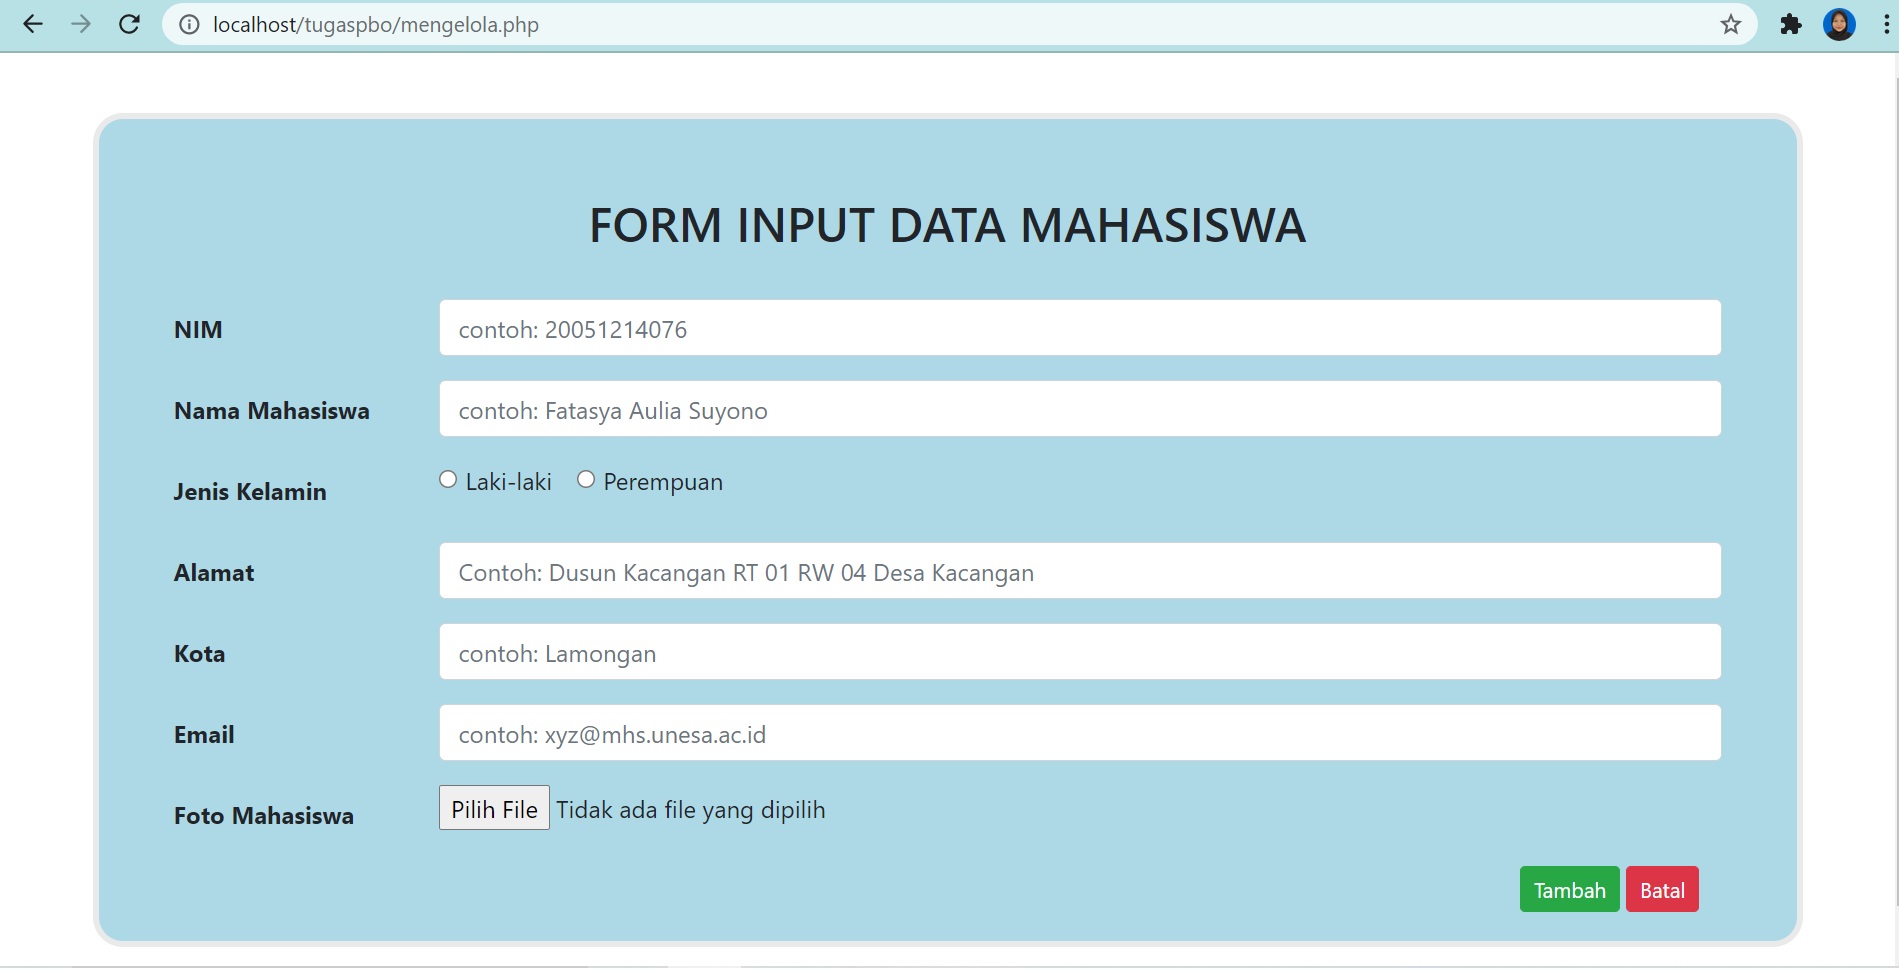 localhost/tugaspbo/mengelola.php
FORM INPUT DATA MAHASISWA
NIM contoh: 20051214076
Nama Mahasiswa contoh: Fatasya Aulia Suyono
Jenis Kelamin Laki-laki Perempuan
Alamat Contoh: Dusun Kacangan RT 01 RW 04 Desa Kacangan
Kota contoh: Lamongan
Email contoh: xyz@mhs.unesa.ac.id
Foto Mahasiswa Pilih File Tidak ada file yang dipilih
Tambah Batal